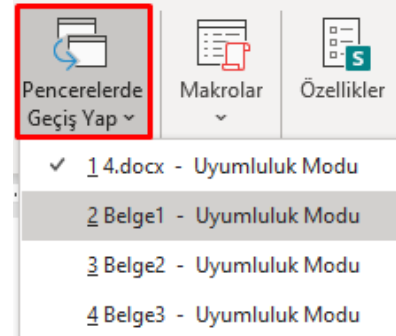 Pencerelerde
Geçiş Yap
Makrolar
Özellikler
S
1 4.docx - Uyumluluk Modu
2 Belge1 - Uyumluluk Modu
3 Belge2 - Uyumluluk Modu
4 Belge3 - Uyumluluk Modu